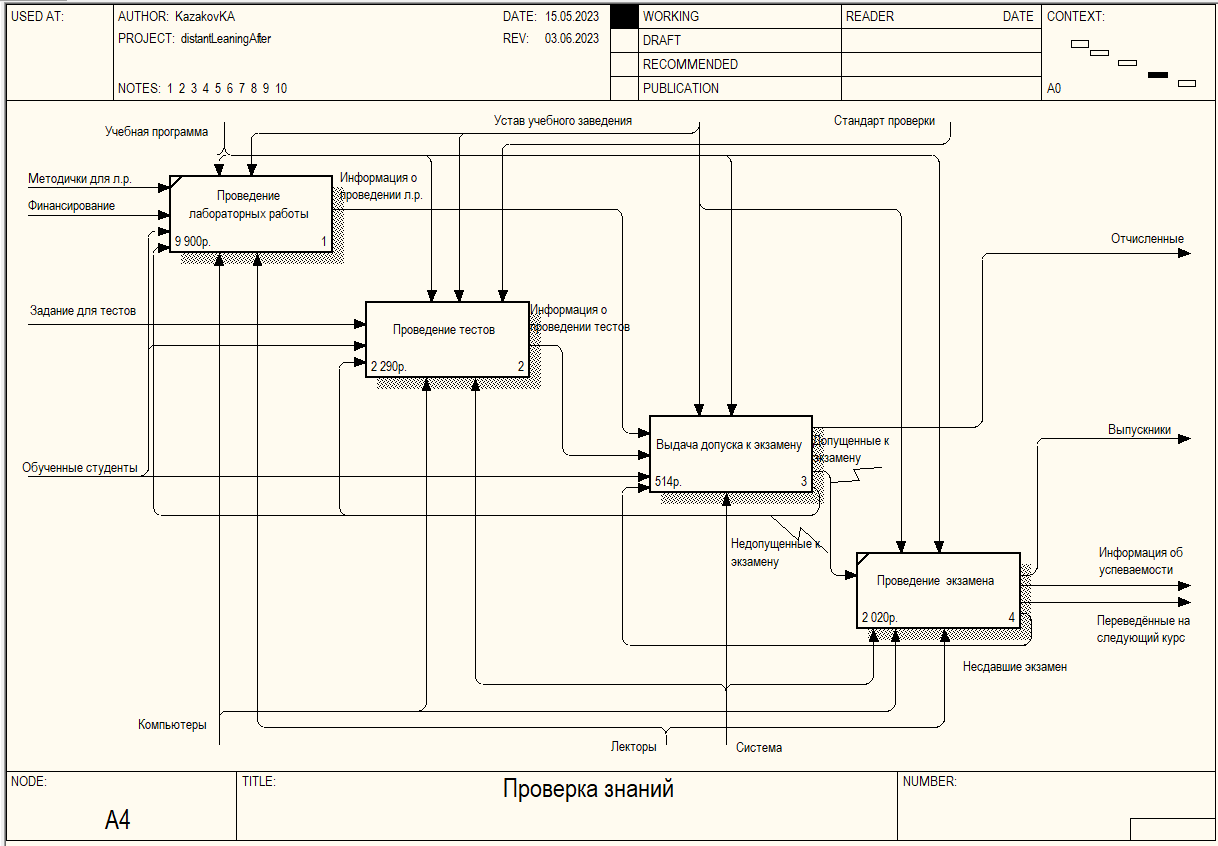 USED AT:
AUTHOR: KazakovKA
DATE: 15.05.2023
PROJECT: distantLeaningAfter
REV: 03.06.2023
NOTES: 1 2 3 4 5 6 7 8 9 10
WORKING
DRAFT
RECOMMENDED
PUBLICATION
READER
DATE
CONTEXT:
A0
Учебная программа
Устав учебного заведения
Стандарт проверки
Методички для л.р.
Финансирование
Проведение
лабораторных работы
9 900р.
1
Информация о
проведении л.р.
Отчисленные
Задание для тестов
Проведение тестов
2 290р.
2
Информация о
проведении тестов
Выпускники
Обученные студенты
Выдача допуска к экзамену
514р.
3
Допущенные к
экзамену
Недопущенные к
экзамену
Проведение экзамена
2 020р.
4
Информация об
успеваемости
Переведённые на
следующий курс
Несдавшие экзамен
Компьютеры
Лекторы
Система
NODE:
A4
TITLE:
Проверка знаний
NUMBER: